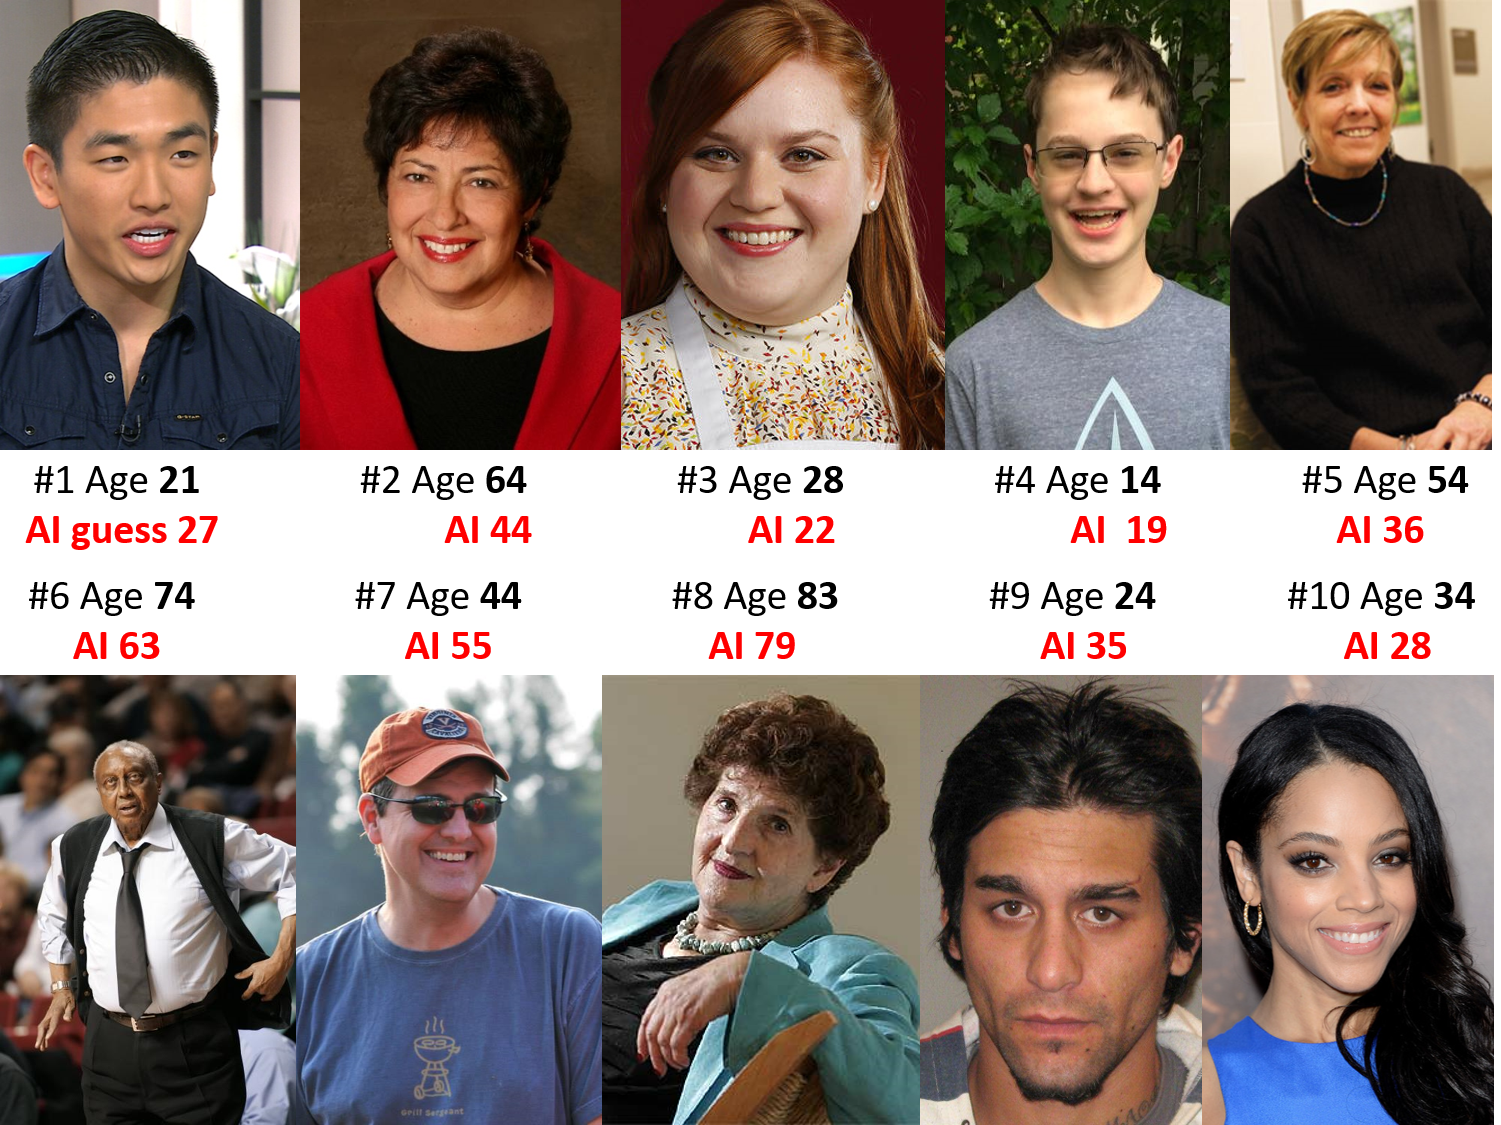 #1 Age 21
AI guess 27
#2 Age 64
AI 44
#3 Age 28
AI 22
#4 Age 14
AI  19
#5 Age 54
AI 36
#6 Age 74
AI 63
#7 Age 44
AI 55
#8 Age 83
AI 79
#9 Age 24
AI 35
#10 Age 34
AI 28
Grill Sergeant